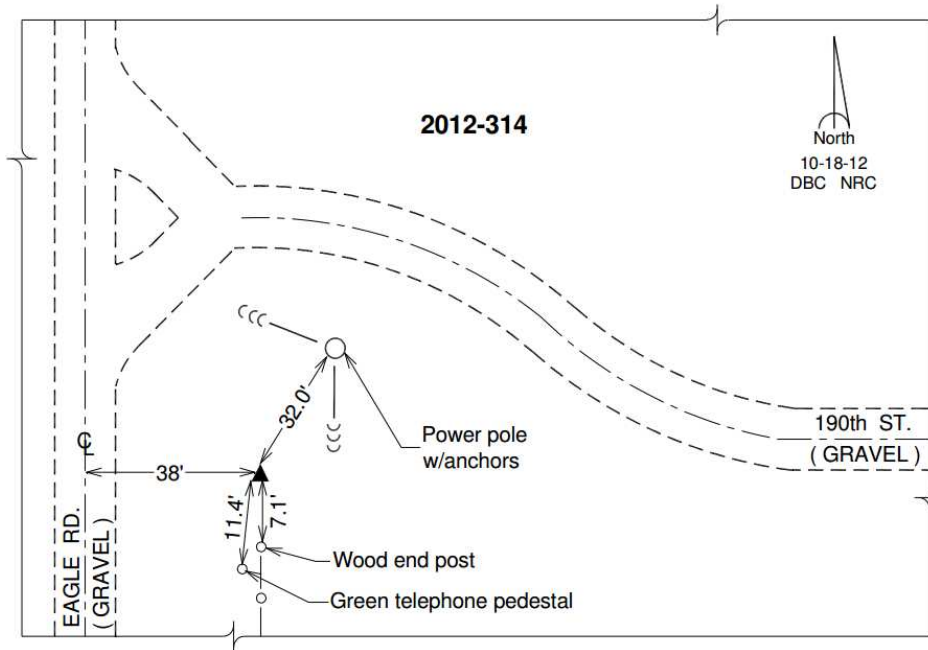 2012-314
North
10-18-12
DBC NRC
32.0'
Power pole
w/anchors
190th ST.
( GRAVEL )
℄
38'
11.4'
7.1'
EAGLE RD.
( GRAVEL )
Wood end post
Green telephone pedestal